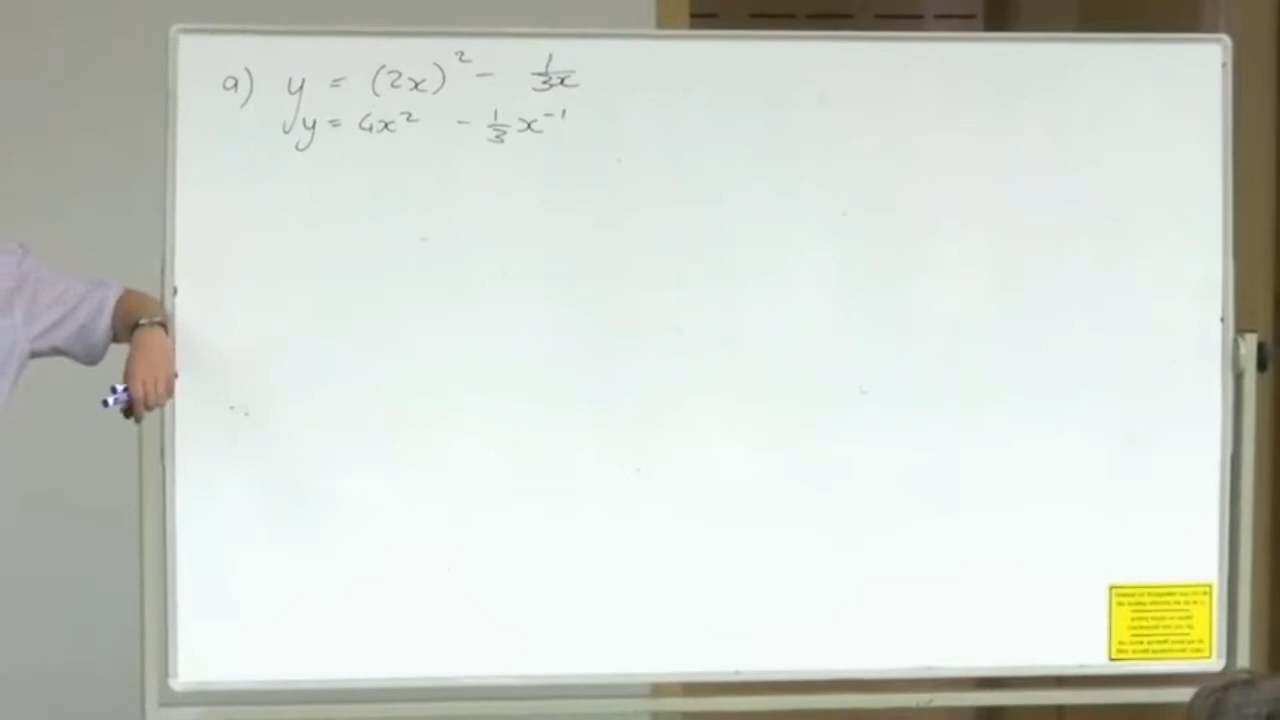 a) y = (2x)² - 1/3x
y = 4x² - 1/3 x⁻¹